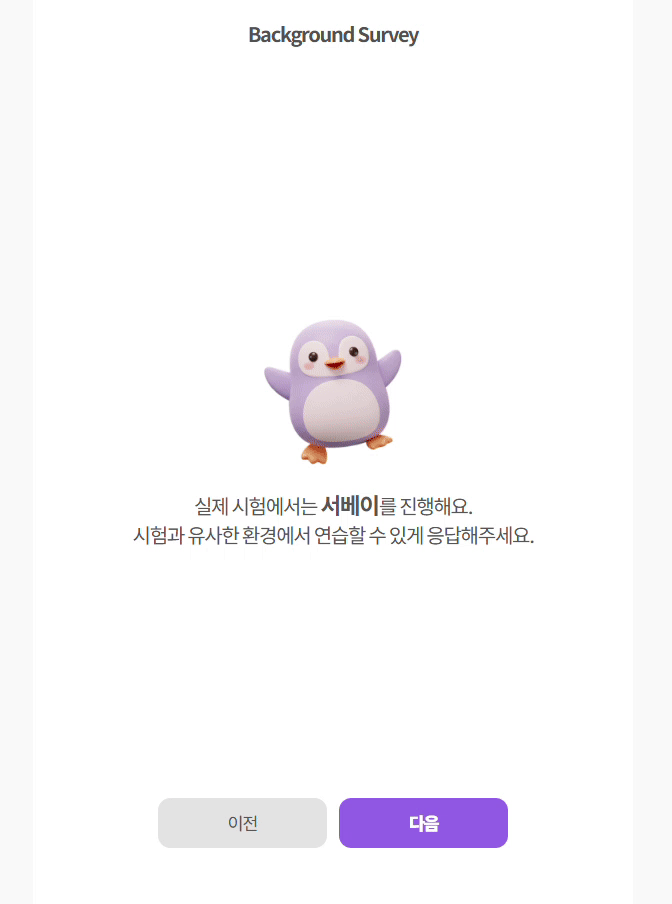 Background Survey
실제 시험에서는 서베이를 진행해요.
시험과 유사한 환경에서 연습할 수 있게 응답해주세요.
이전
다음